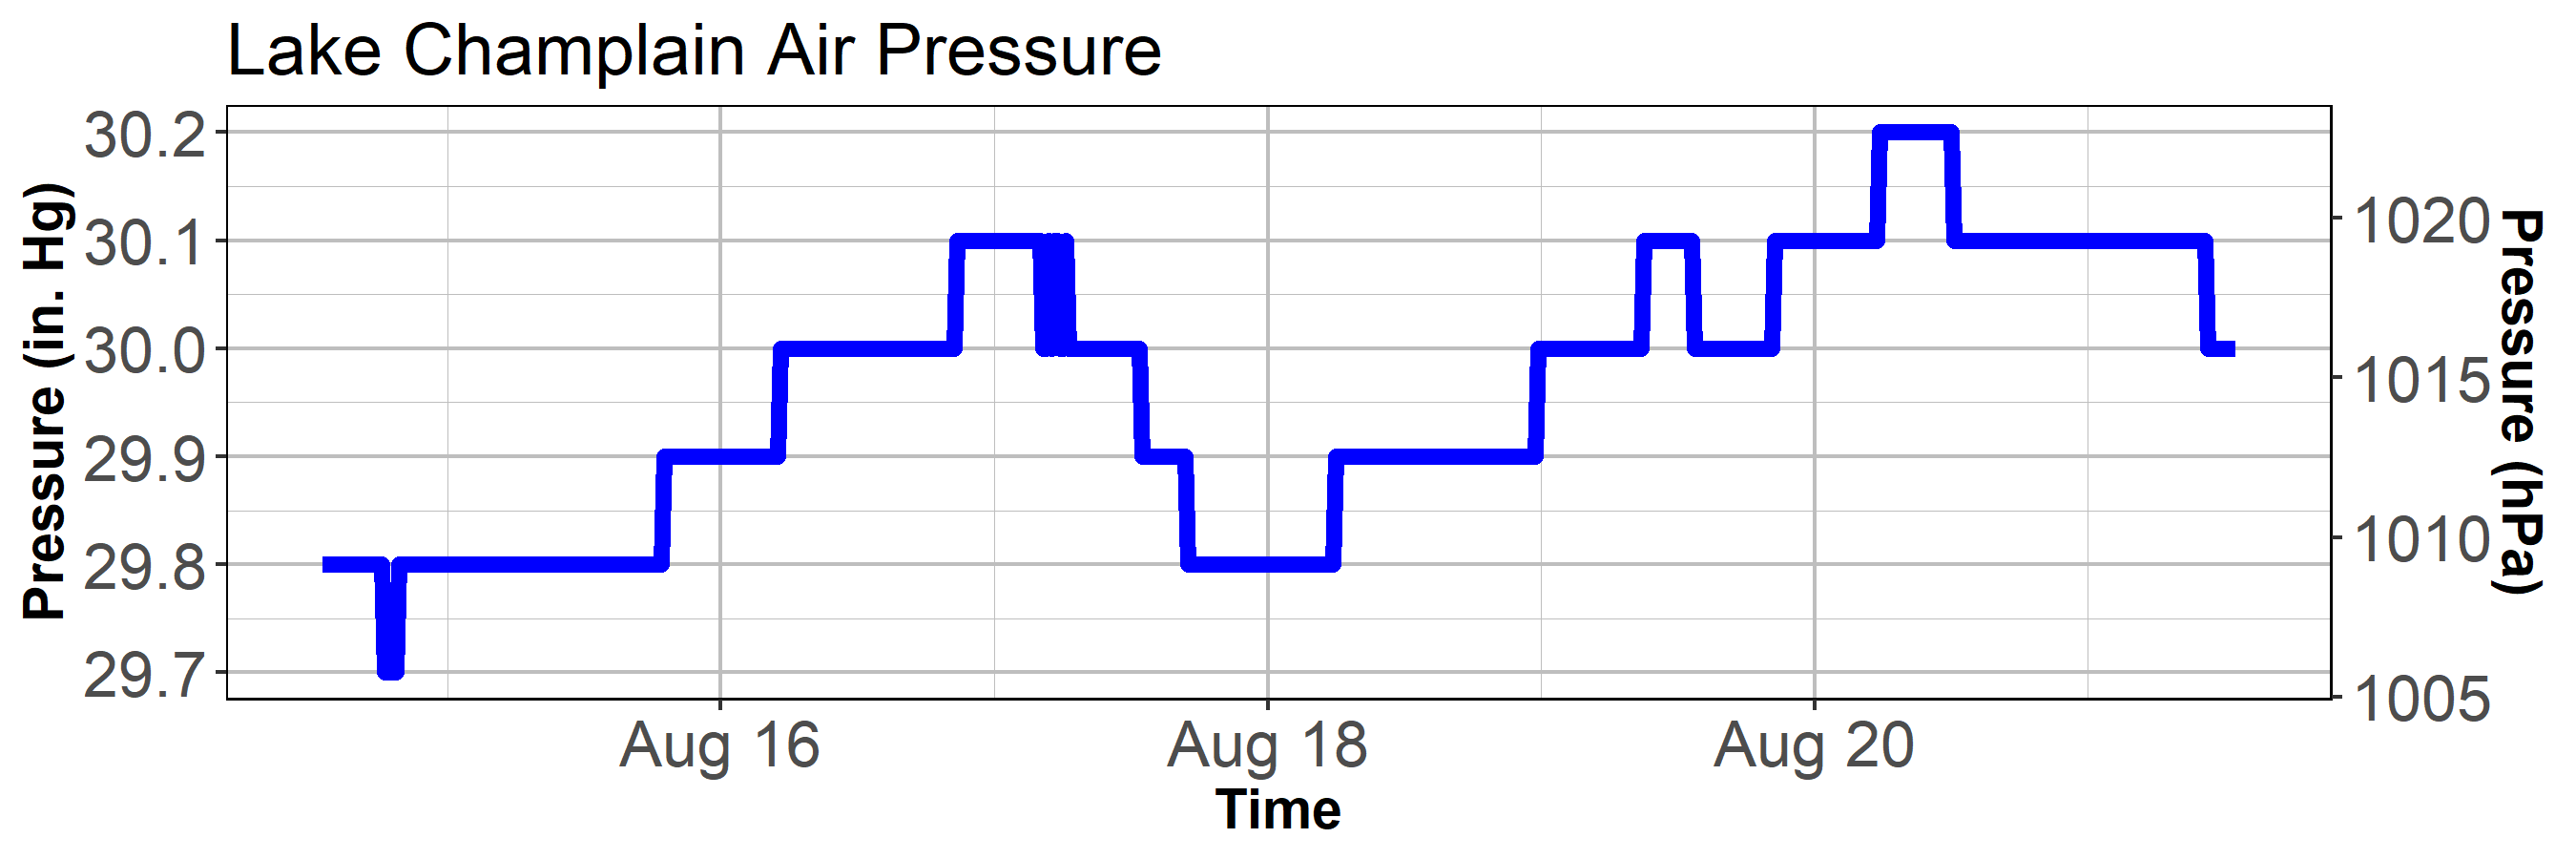 Lake Champlain Air Pressure
Pressure (in. Hg)
30.2
30.1
30.0
29.9
29.8
29.7
1020
1015
1010
1005
Pressure (hPa)
Aug 16 Aug 18 Aug 20
Time